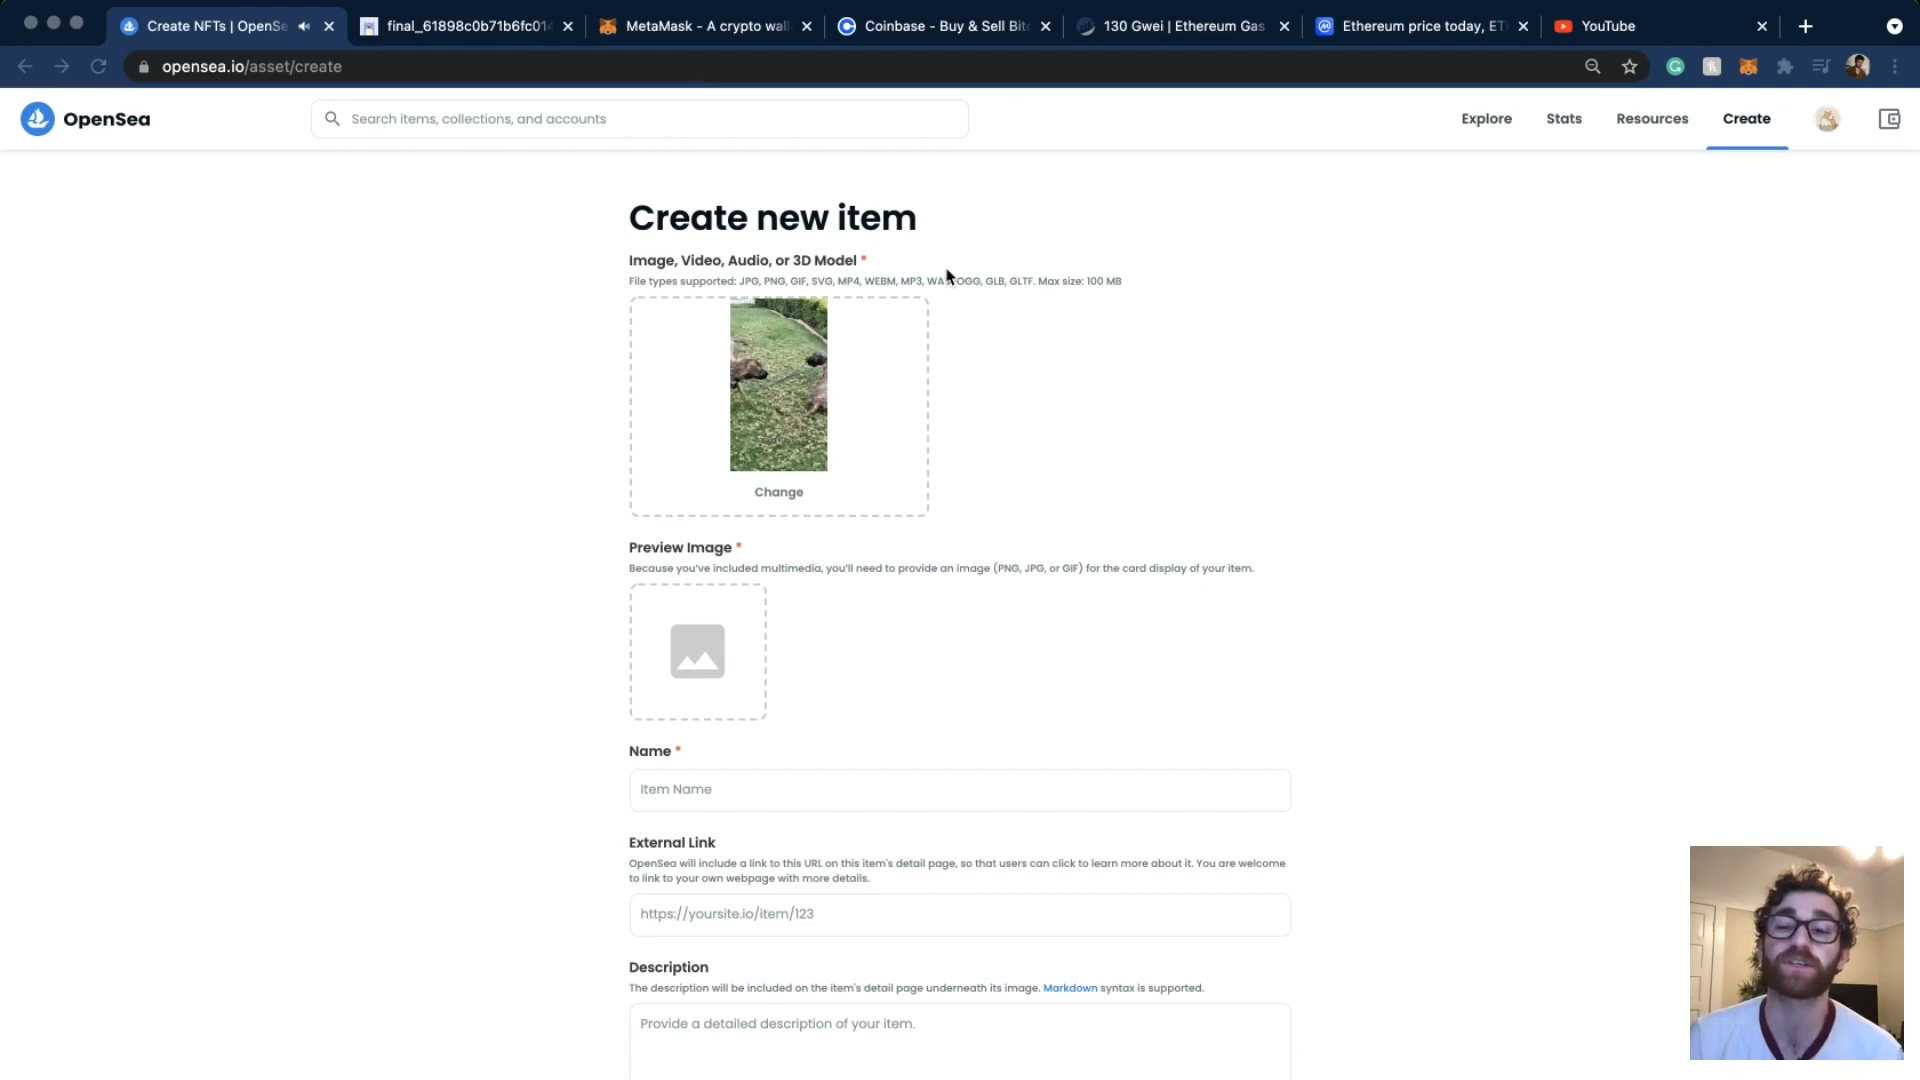 Create NFTs | OpenSe
final_61898c0b71b6fc014
MetaMask - A crypto wall
Coinbase - Buy & Sell Bitc
130 Gwei | Ethereum Gas
Ethereum price today, ET
YouTube
opensea.io/asset/create
OpenSea
Search items, collections, and accounts
Explore
Stats
Resources
Create
Create new item
Image, Video, Audio, or 3D Model *
File types supported: JPG, PNG, GIF, SVG, MP4, WEBM, MP3, WAV, OGG, GLB, GLTF. Max size: 100 MB
Change
Preview Image *
Because you've included multimedia, you'll need to provide an image (PNG, JPG, or GIF) for the card display of your item.
Name *
Item Name
External Link
OpenSea will include a link to this URL on this item's detail page, so that users can click to learn more about it. You are welcome
to link to your own webpage with more details.
https://yoursite.io/item/123
Description
The description will be included on the item's detail page underneath its image. Markdown syntax is supported.
Provide a detailed description of your item.